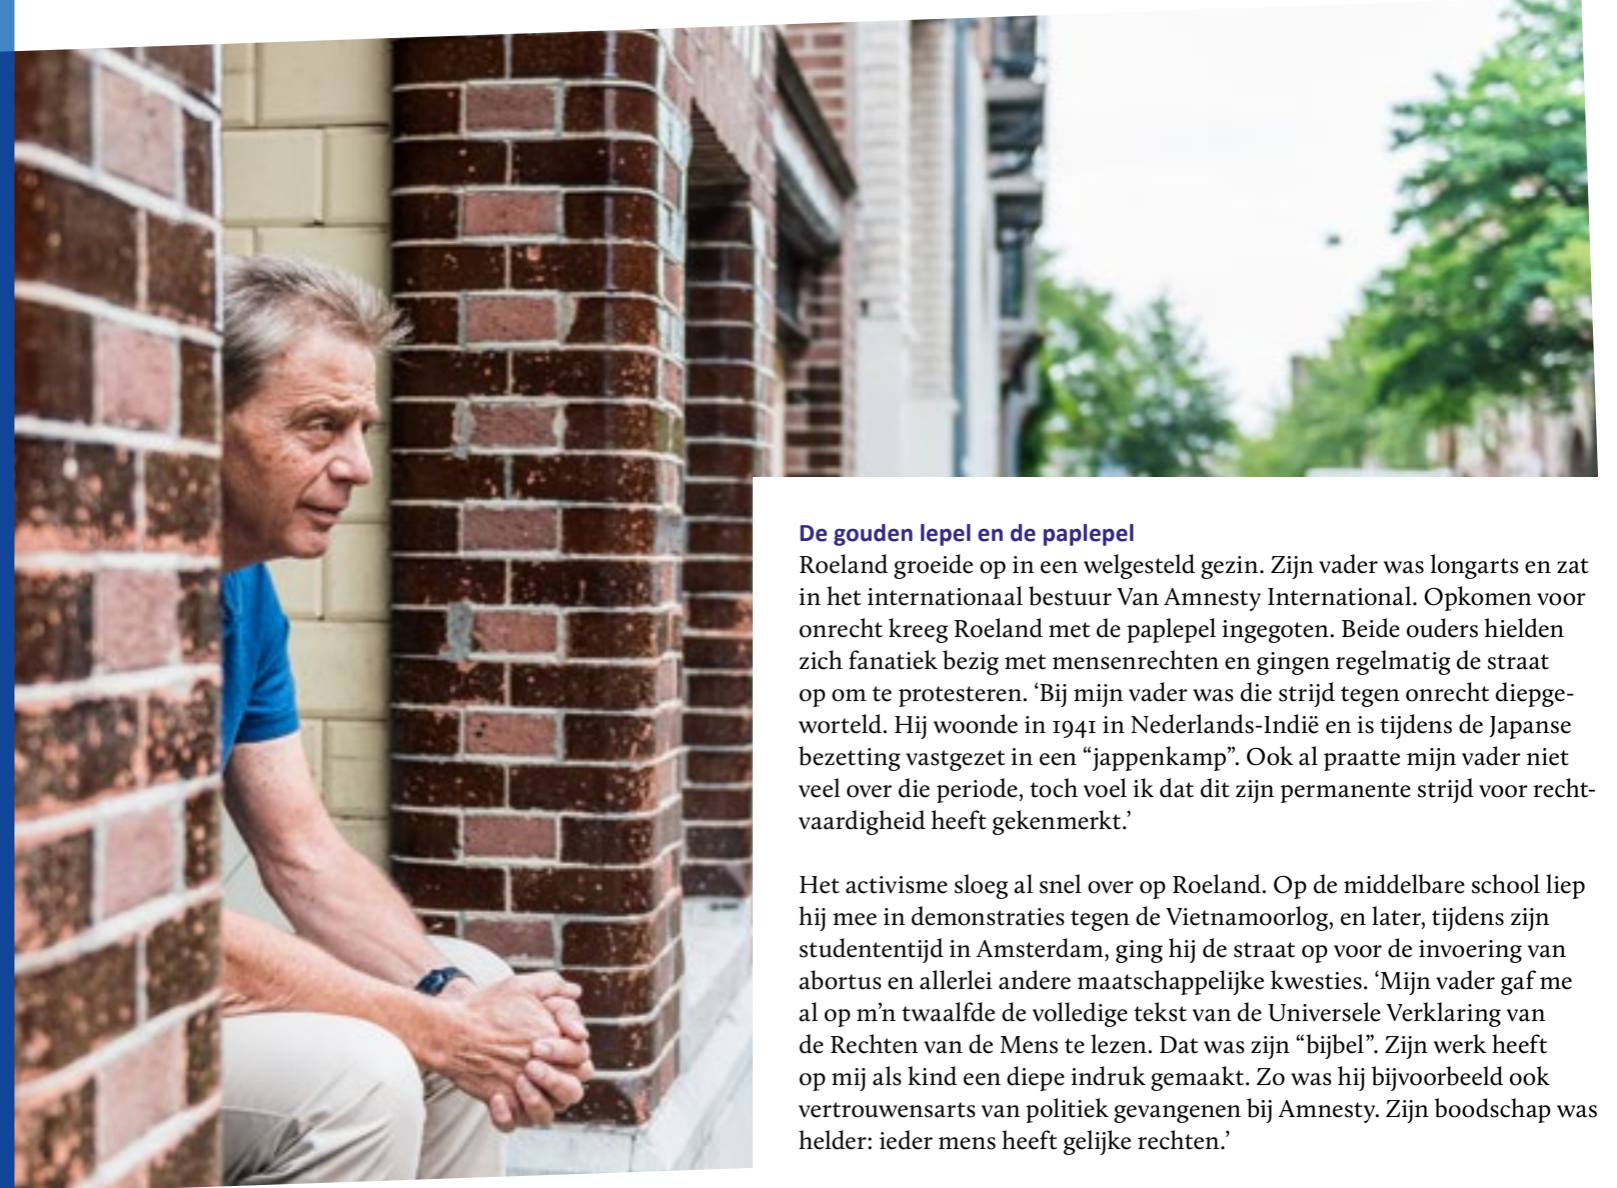 De gouden lepel en de paplepel
Roeland groeide op in een welgesteld gezin. Zijn vader was longarts en zat
in het internationaal bestuur Van Amnesty International. Opkomen voor
onrecht kreeg Roeland met de paplepel ingegoten. Beide ouders hielden
zich fanatiek bezig met mensenrechten en gingen regelmatig de straat
op om te protesteren. ‘Bij mijn vader was die strijd tegen onrecht diepge-
worteld. Hij woonde in 1941 in Nederlands-Indië en is tijdens de Japanse
bezetting vastgezet in een “jappenkamp”. Ook al praatte mijn vader niet
veel over die periode, toch voel ik dat dit zijn permanente strijd voor recht-
vaardigheid heeft gekenmerkt.’
Het activisme sloeg al snel over op Roeland. Op de middelbare school liep
hij mee in demonstraties tegen de Vietnamoorlog, en later, tijdens zijn
studententijd in Amsterdam, ging hij de straat op voor de invoering van
abortus en allerlei andere maatschappelijke kwesties. ‘Mijn vader gaf me
al op m’n twaalfde de volledige tekst van de Universele Verklaring van
de Rechten van de Mens te lezen. Dat was zijn “bijbel”. Zijn werk heeft
op mij als kind een diepe indruk gemaakt. Zo was hij bijvoorbeeld ook
vertrouwensarts van politiek gevangenen bij Amnesty. Zijn boodschap was
helder: ieder mens heeft gelijke rechten.’